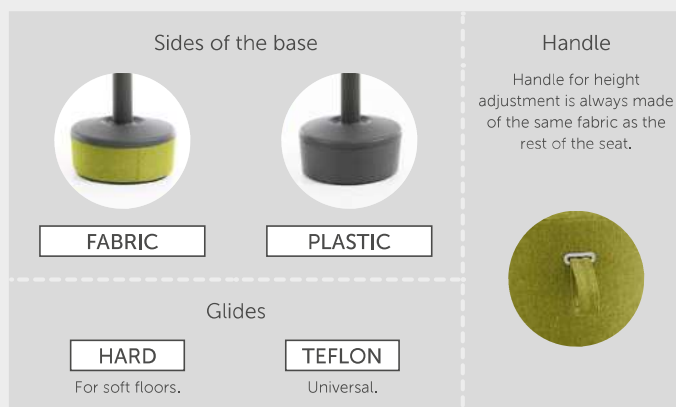 Sides of the base
FABRIC
PLASTIC
Glides
HARD
For soft floors.
TEFLON
Universal.
Handle
Handle for height
adjustment is always made
of the same fabric as the
rest of the seat.